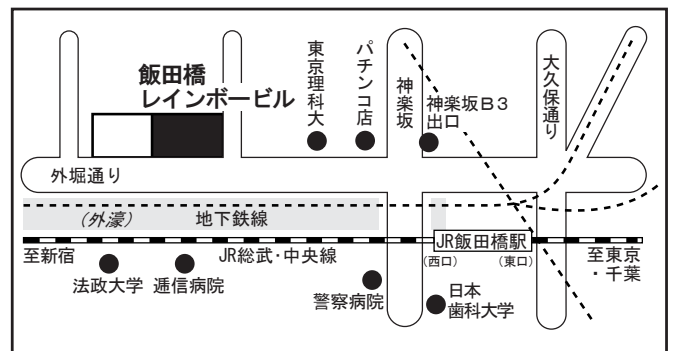 飯田橋
レインボービル
東京理科大
パチンコ店
神楽坂
神楽坂B3
出口
大久保通り
外堀通り
(外濠)
地下鉄線
JR飯田橋駅
(西口)
(東口)
至新宿
JR総武・中央線
至東京
・千葉
法政大学
逓信病院
警察病院
日本
歯科大学